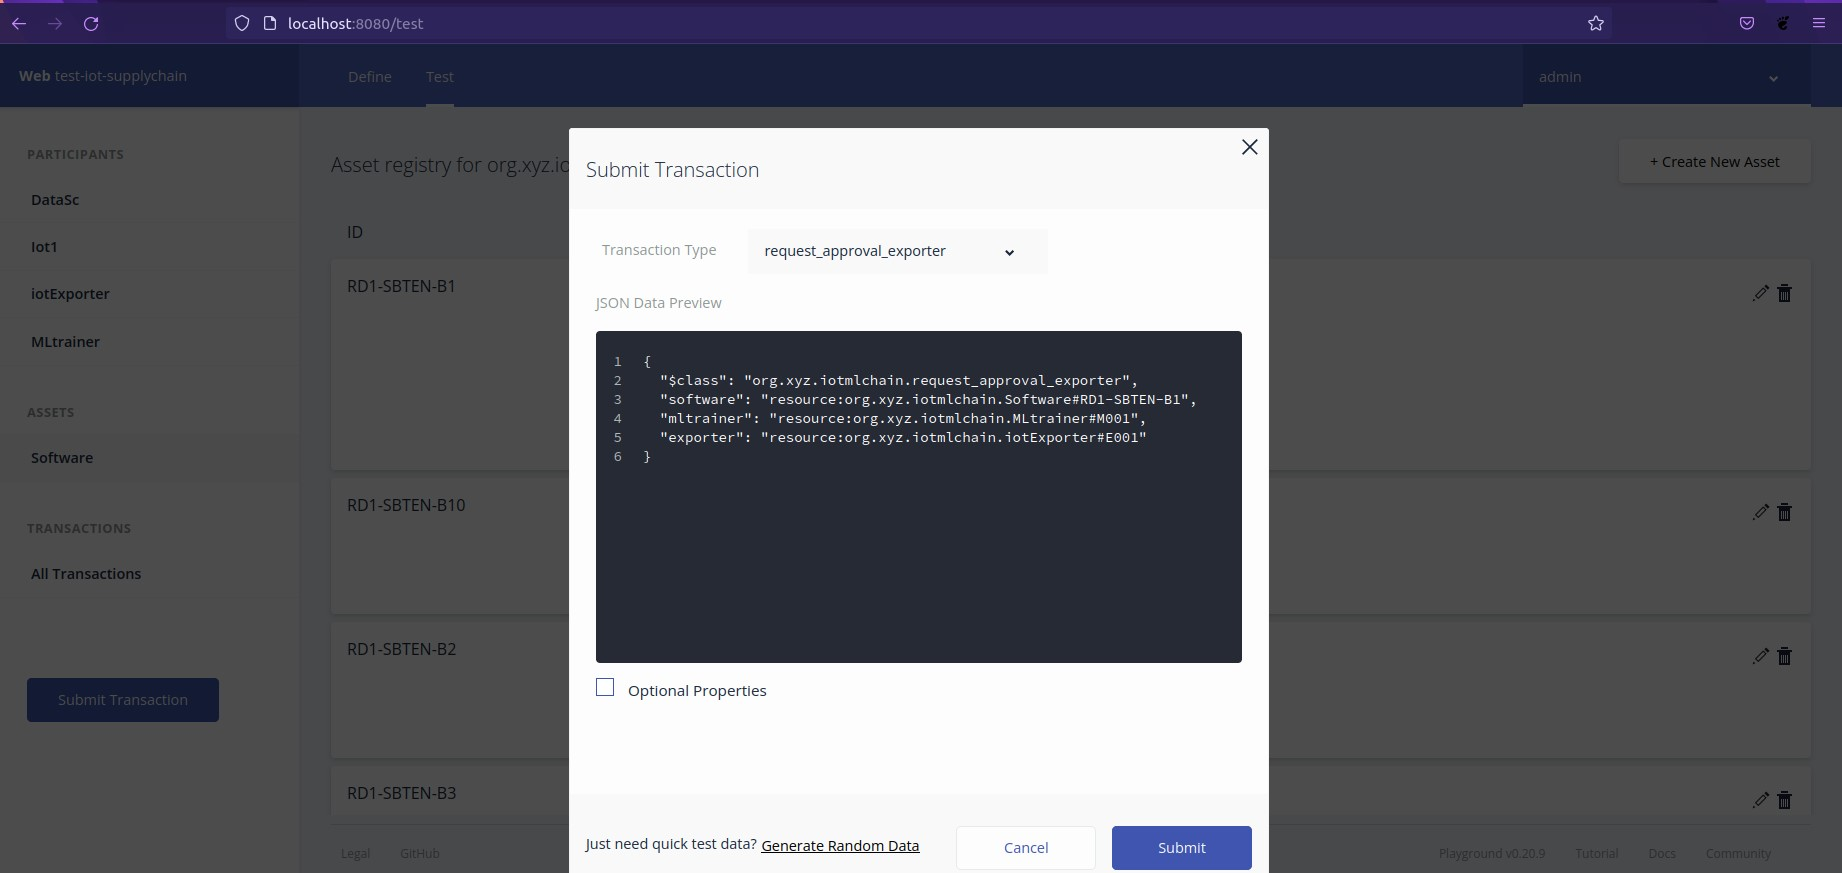 localhost:8080/test
Web test-iot-supplychain
Define
Test
admin
PARTICIPANTS
DataSc
Iot1
iotExporter
MLtrainer
ASSETS
Software
TRANSACTIONS
All Transactions
Submit Transaction
Asset registry for org.xyz.io
+ Create New Asset
ID
RD1-SBTEN-B1
RD1-SBTEN-B10
RD1-SBTEN-B2
RD1-SBTEN-B3
Submit Transaction
Transaction Type
request_approval_exporter
JSON Data Preview
1 {
2 "$class": "org.xyz.iotmlchain.request_approval_exporter",
3 "software": "resource:org.xyz.iotmlchain.Software#RD1-SBTEN-B1",
4 "mltrainer": "resource:org.xyz.iotmlchain.MLtrainer#M001",
5 "exporter": "resource:org.xyz.iotmlchain.iotExporter#E001"
6 }
Optional Properties
Just need quick test data? Generate Random Data
Cancel
Submit
Legal
GitHub
Playground v0.20.9
Tutorial
Docs
Community